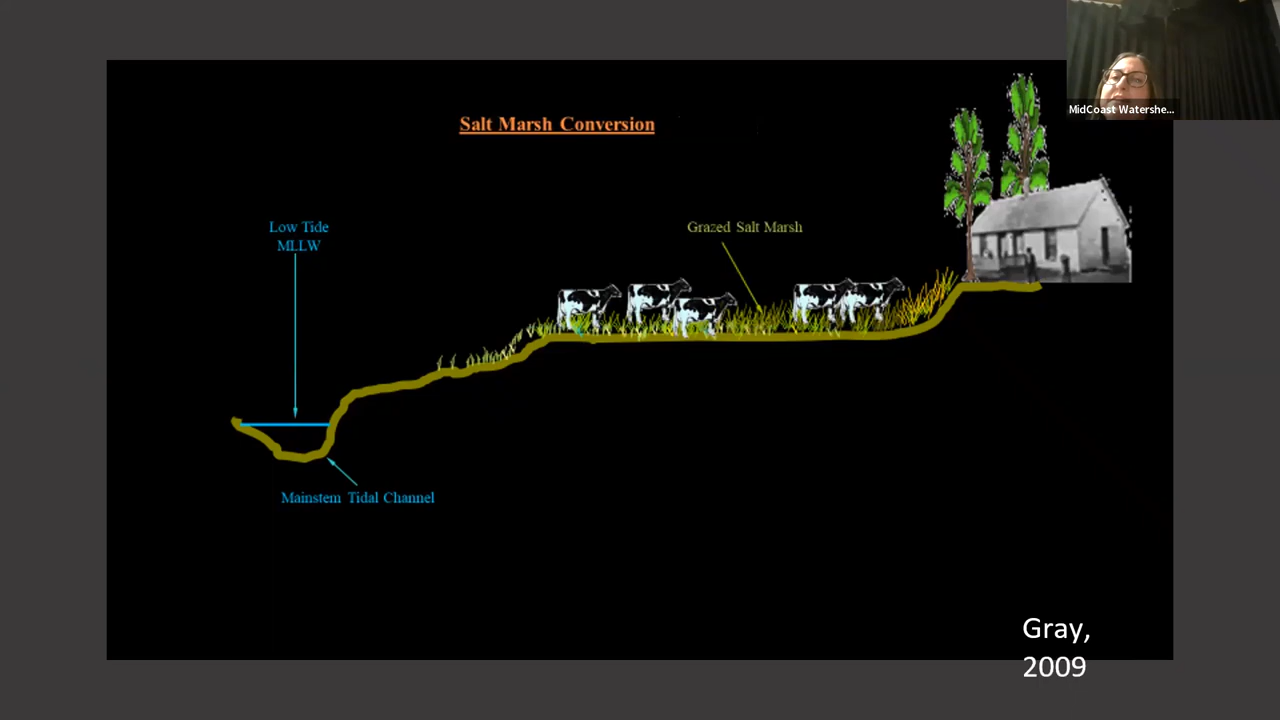 MidCoast Watershe...
Salt Marsh Conversion
Low Tide
MLLW
Grazed Salt Marsh
Mainstem Tidal Channel
Gray,
2009